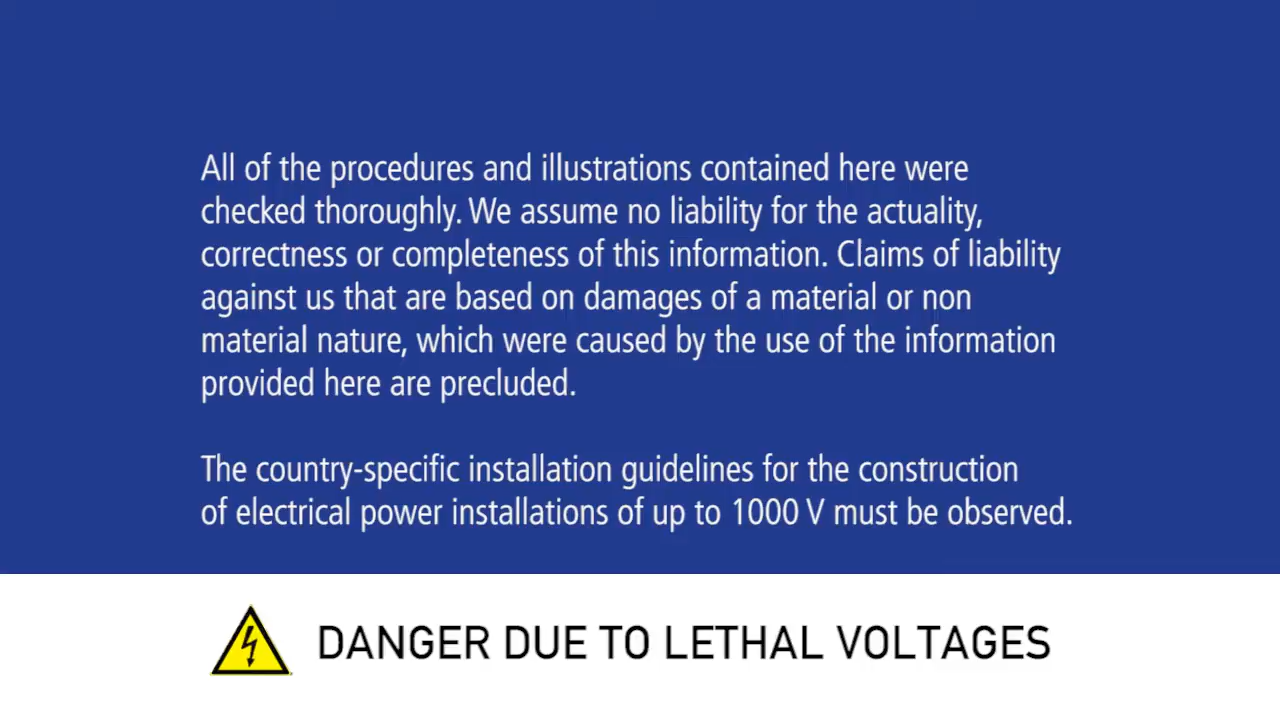 All of the procedures and illustrations contained here were
checked thoroughly. We assume no liability for the actuality,
correctness or completeness of this information. Claims of liability
against us that are based on damages of a material or non
material nature, which were caused by the use of the information
provided here are precluded.
The country-specific installation guidelines for the construction
of electrical power installations of up to 1000 V must be observed.
DANGER DUE TO LETHAL VOLTAGES